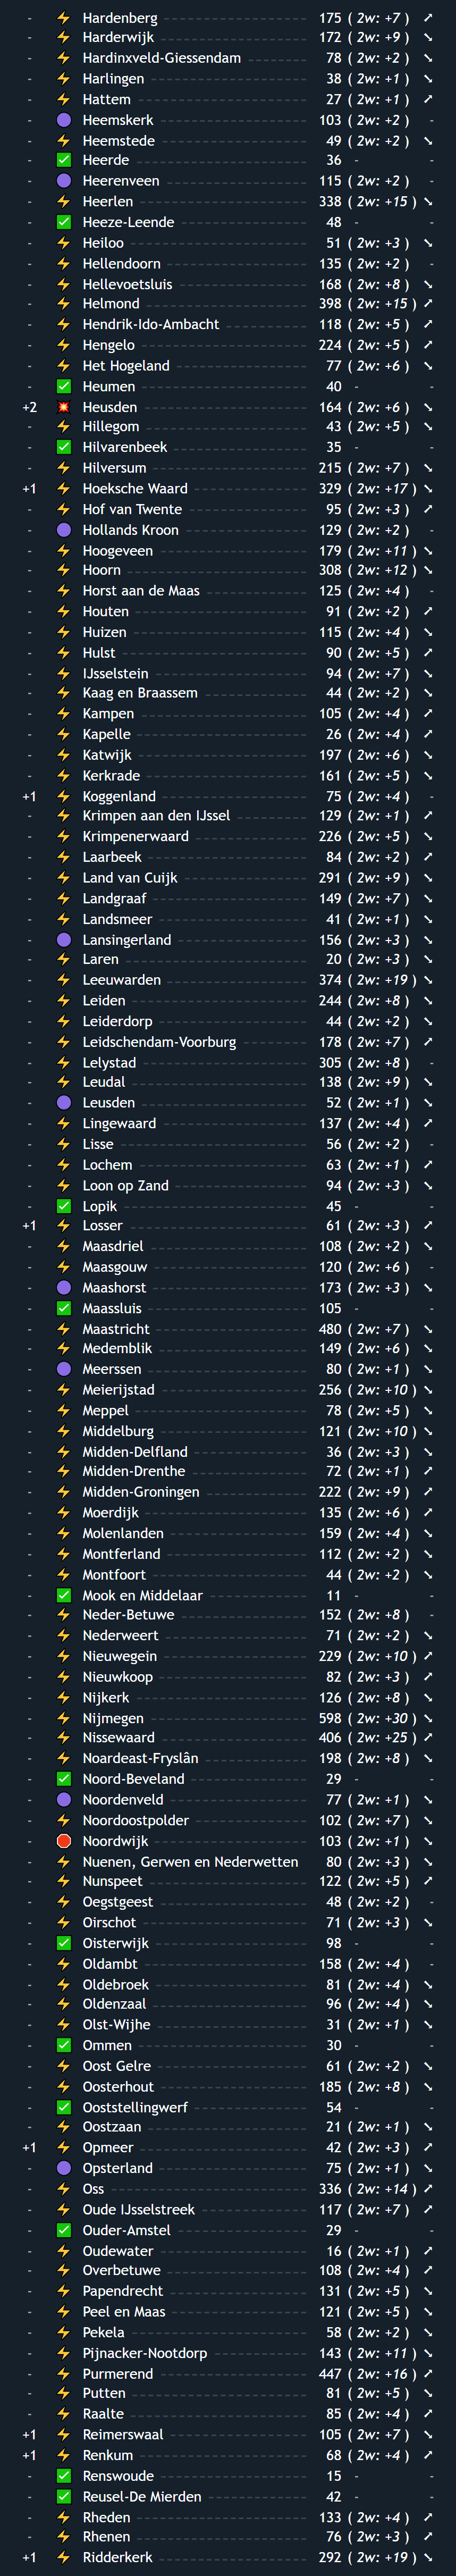 - ⚡ Hardenberg 175 ( 2w: +7 ) ➚
- ⚡ Harderwijk 172 ( 2w: +9 ) ➘
- ⚡ Hardinxveld-Giessendam 78 ( 2w: +2 ) ➘
- ⚡ Harlingen 38 ( 2w: +1 ) ➘
- ⚡ Hattem 27 ( 2w: +1 ) ➚
- 🟣 Heemskerk 103 ( 2w: +2 ) -
- ⚡ Heemstede 49 ( 2w: +2 ) ➘
- ✅ Heerde 36 - -
- 🟣 Heerenveen 115 ( 2w: +2 ) -
- ⚡ Heerlen 338 ( 2w: +15 ) ➘
- ✅ Heeze-Leende 48 - -
- ⚡ Heiloo 51 ( 2w: +3 ) ➘
- ⚡ Hellendoorn 135 ( 2w: +2 ) -
- ⚡ Hellevoetsluis 168 ( 2w: +8 ) ➘
- ⚡ Helmond 398 ( 2w: +15 ) ➚
- ⚡ Hendrik-Ido-Ambacht 118 ( 2w: +5 ) ➚
- ⚡ Hengelo 224 ( 2w: +5 ) ➚
- ⚡ Het Hogeland 77 ( 2w: +6 ) ➘
- ✅ Heumen 40 - -
+2 💥 Heusden 164 ( 2w: +6 ) ➘
- ⚡ Hillegom 43 ( 2w: +5 ) ➘
- ✅ Hilvarenbeek 35 - -
- ⚡ Hilversum 215 ( 2w: +7 ) ➘
+1 ⚡ Hoeksche Waard 329 ( 2w: +17 ) ➘
- ⚡ Hof van Twente 95 ( 2w: +3 ) ➚
- 🟣 Hollands Kroon 129 ( 2w: +2 ) -
- ⚡ Hoogeveen 179 ( 2w: +11 ) ➘
- ⚡ Hoorn 308 ( 2w: +12 ) ➘
- ⚡ Horst aan de Maas 125 ( 2w: +4 ) -
- ⚡ Houten 91 ( 2w: +2 ) ➚
- ⚡ Huizen 115 ( 2w: +4 ) ➘
- ⚡ Hulst 90 ( 2w: +5 ) ➚
- ⚡ IJsselstein 94 ( 2w: +7 ) ➘
- ⚡ Kaag en Braassem 44 ( 2w: +2 ) ➘
- ⚡ Kampen 105 ( 2w: +4 ) ➚
- ⚡ Kapelle 26 ( 2w: +4 ) ➚
- ⚡ Katwijk 197 ( 2w: +6 ) ➘
- ⚡ Kerkrade 161 ( 2w: +5 ) ➘
+1 ⚡ Koggenland 75 ( 2w: +4 ) -
- ⚡ Krimpen aan den IJssel 129 ( 2w: +1 ) ➚
- ⚡ Krimpenerwaard 226 ( 2w: +5 ) ➘
- ⚡ Laarbeek 84 ( 2w: +2 ) ➚
- ⚡ Land van Cuijk 291 ( 2w: +9 ) ➘
- ⚡ Landgraaf 149 ( 2w: +7 ) ➘
- ⚡ Landsmeer 41 ( 2w: +1 ) ➘
- 🟣 Lansingerland 156 ( 2w: +3 ) ➘
- ⚡ Laren 20 ( 2w: +3 ) ➘
- ⚡ Leeuwarden 374 ( 2w: +19 ) ➘
- ⚡ Leiden 244 ( 2w: +8 ) ➘
- ⚡ Leiderdorp 44 ( 2w: +2 ) ➘
- ⚡ Leidschendam-Voorburg 178 ( 2w: +7 ) ➚
- ⚡ Lelystad 305 ( 2w: +8 ) -
- ⚡ Leudal 138 ( 2w: +9 ) ➘
- 🟣 Leusden 52 ( 2w: +1 ) ➘
- ⚡ Lingewaard 137 ( 2w: +4 ) ➚
- ⚡ Lisse 56 ( 2w: +2 ) -
- ⚡ Lochem 63 ( 2w: +1 ) ➚
- ⚡ Loon op Zand 94 ( 2w: +3 ) ➘
- ✅ Lopik 45 - -
+1 ⚡ Losser 61 ( 2w: +3 ) ➚
- ⚡ Maasdriel 108 ( 2w: +2 ) ➘
- ⚡ Maasgouw 120 ( 2w: +6 ) -
- 🟣 Maashorst 173 ( 2w: +3 ) ➘
- ✅ Maassluis 105 - -
- ⚡ Maastricht 480 ( 2w: +7 ) ➘
- ⚡ Medemblik 149 ( 2w: +6 ) ➘
- 🟣 Meerssen 80 ( 2w: +1 ) ➘
- ⚡ Meierijstad 256 ( 2w: +10 ) ➘
- ⚡ Meppel 78 ( 2w: +5 ) ➘
- ⚡ Middelburg 121 ( 2w: +10 ) ➘
- ⚡ Midden-Delfland 36 ( 2w: +3 ) ➘
- ⚡ Midden-Drenthe 72 ( 2w: +1 ) ➚
- ⚡ Midden-Groningen 222 ( 2w: +9 ) ➚
- ⚡ Moerdijk 135 ( 2w: +6 ) ➚
- ⚡ Molenlanden 159 ( 2w: +4 ) ➘
- ⚡ Montferland 112 ( 2w: +2 ) ➘
- ⚡ Montfoort 44 ( 2w: +2 ) ➘
- ✅ Mook en Middelaar 11 - -
- ⚡ Neder-Betuwe 152 ( 2w: +8 ) -
- ⚡ Nederweert 71 ( 2w: +2 ) ➘
- ⚡ Nieuwegein 229 ( 2w: +10 ) ➚
- ⚡ Nieuwkoop 82 ( 2w: +3 ) ➚
- ⚡ Nijkerk 126 ( 2w: +8 ) ➘
- ⚡ Nijmegen 598 ( 2w: +30 ) ➘
- ⚡ Nissewaard 406 ( 2w: +25 ) ➚
- ⚡ Noardeast-Fryslân 198 ( 2w: +8 ) ➘
- ✅ Noord-Beveland 29 - -
- 🟣 Noordenveld 77 ( 2w: +1 ) ➘
- ⚡ Noordoostpolder 102 ( 2w: +7 ) ➘
- 🛑 Noordwijk 103 ( 2w: +1 ) ➘
- ⚡ Nuenen, Gerwen en Nederwetten 80 ( 2w: +3 ) ➘
- ⚡ Nunspeet 122 ( 2w: +5 ) ➚
- ⚡ Oegstgeest 48 ( 2w: +2 ) -
- ⚡ Oirschot 71 ( 2w: +3 ) ➘
- ✅ Oisterwijk 98 - -
- ⚡ Oldambt 158 ( 2w: +4 ) -
- ⚡ Oldebroek 81 ( 2w: +4 ) ➘
- ⚡ Oldenzaal 96 ( 2w: +4 ) ➘
- ⚡ Olst-Wijhe 31 ( 2w: +1 ) ➘
- ✅ Ommen 30 - -
- ⚡ Oost Gelre 61 ( 2w: +2 ) ➘
- ⚡ Oosterhout 185 ( 2w: +8 ) ➘
- ✅ Ooststellingwerf 54 - -
- ⚡ Oostzaan 21 ( 2w: +1 ) ➘
+1 ⚡ Opmeer 42 ( 2w: +3 ) ➚
- 🟣 Opsterland 75 ( 2w: +1 ) ➘
- ⚡ Oss 336 ( 2w: +14 ) ➚
- ⚡ Oude IJsselstreek 117 ( 2w: +7 ) ➚
- ✅ Ouder-Amstel 29 - -
- ⚡ Oudewater 16 ( 2w: +1 ) ➚
- ⚡ Overbetuwe 108 ( 2w: +4 ) ➚
- ⚡ Papendrecht 131 ( 2w: +5 ) ➘
- ⚡ Peel en Maas 121 ( 2w: +5 ) ➘
- ⚡ Pekela 58 ( 2w: +2 ) ➘
- ⚡ Pijnacker-Nootdorp 143 ( 2w: +11 ) ➘
- ⚡ Purmerend 447 ( 2w: +16 ) ➚
- ⚡ Putten 81 ( 2w: +5 ) ➘
- ⚡ Raalte 85 ( 2w: +4 ) ➚
+1 ⚡ Reimerswaal 105 ( 2w: +7 ) ➘
+1 ⚡ Renkum 68 ( 2w: +4 ) ➚
- ✅ Renswoude 15 - -
- ✅ Reusel-De Mierden 42 - -
- ⚡ Rheden 133 ( 2w: +4 ) ➚
- ⚡ Rhenen 76 ( 2w: +3 ) ➚
+1 ⚡ Ridderkerk 292 ( 2w: +19 ) ➘